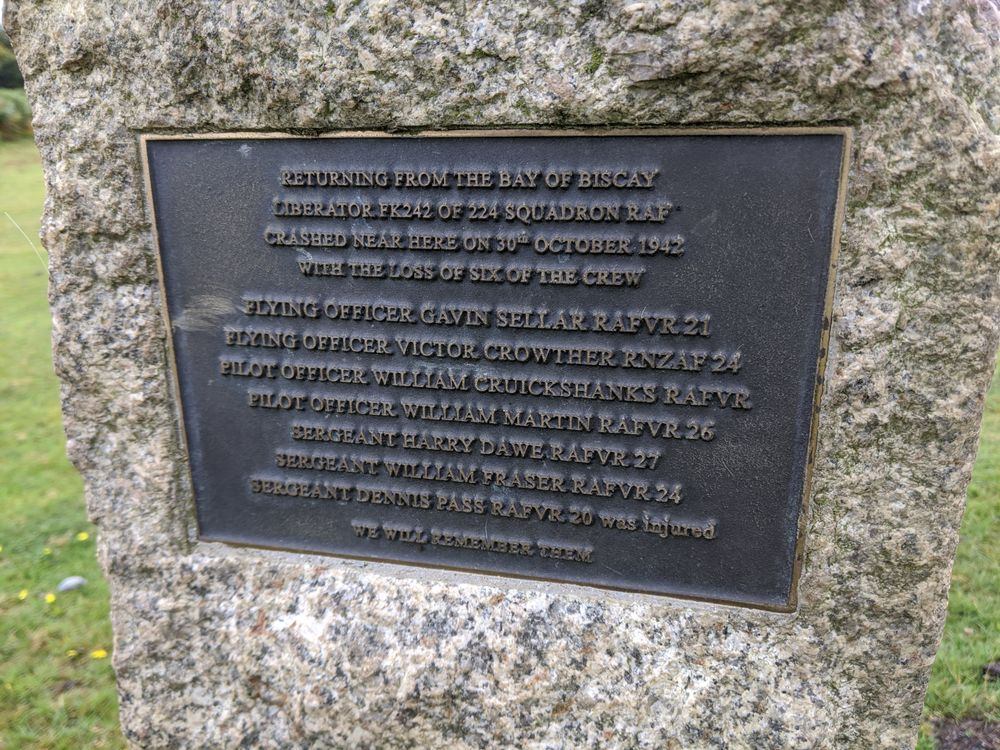 RETURNING FROM THE BAY OF BISCAY
LIBERATOR FK242 OF 224 SQUADRON RAF
CRASHED NEAR HERE ON 30th OCTOBER 1942
WITH THE LOSS OF SIX OF THE CREW
FLYING OFFICER GAVIN SELLAR RAFVR 21
FLYING OFFICER VICTOR CROWTHER RNZAF 24
PILOT OFFICER WILLIAM CRUICKSHANKS RAFVR
PILOT OFFICER WILLIAM MARTIN RAFVR 26
SERGEANT HARRY DAWE RAFVR 27
SERGEANT WILLIAM FRASER RAFVR 24
SERGEANT DENNIS PASS RAFVR 20 was injured
WE WILL REMEMBER THEM